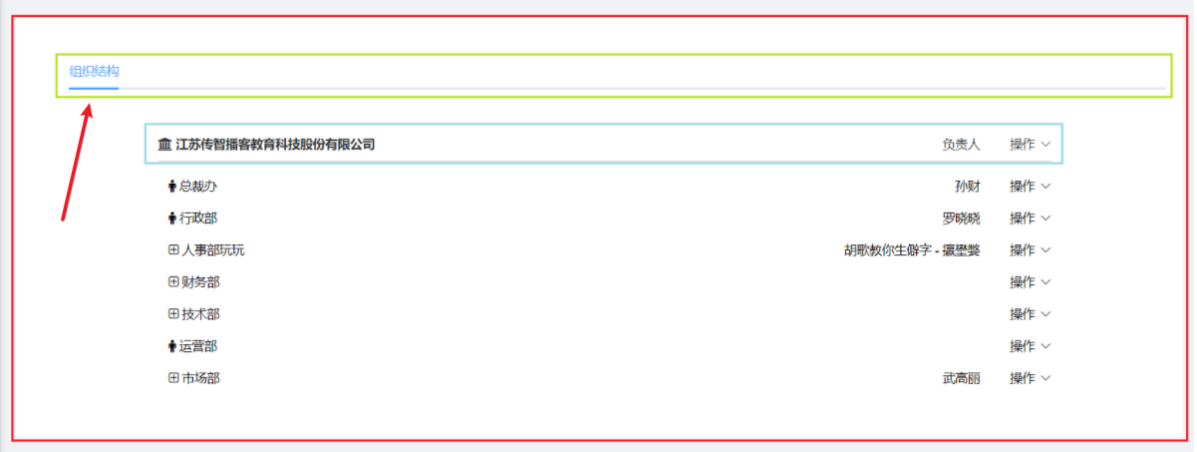 组织结构
江苏传智播客教育科技股份有限公司 负责人 操作
总裁办 孙财 操作
行政部 罗晓晓 操作
人事部玩玩 胡歌教你生僻字 - 操作
财务部 操作
技术部 操作
运营部 操作
市场部 武高丽 操作